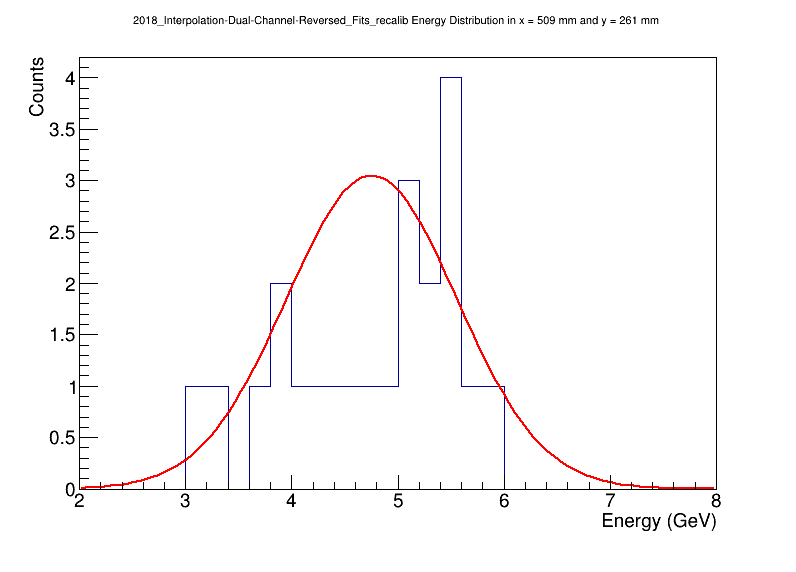 2018_Interpolation-Dual-Channel-Reversed_Fits_recalib Energy Distribution in x = 509 mm and y = 261 mm
Counts
4
3.5
3
2.5
2
1.5
1
0.5
0
2 3 4 5 6 7 8
Energy (GeV)